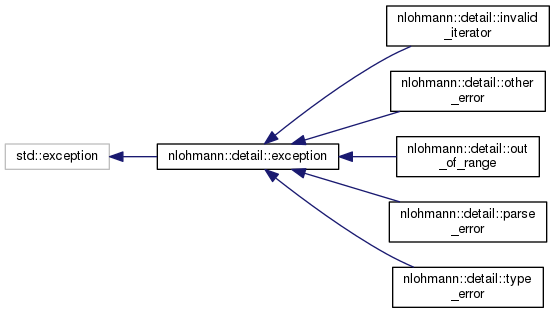 std::exception
nlohmann::detail::exception
nlohmann::detail::invalid
_iterator
nlohmann::detail::other
_error
nlohmann::detail::out
_of_range
nlohmann::detail::parse
_error
nlohmann::detail::type
_error